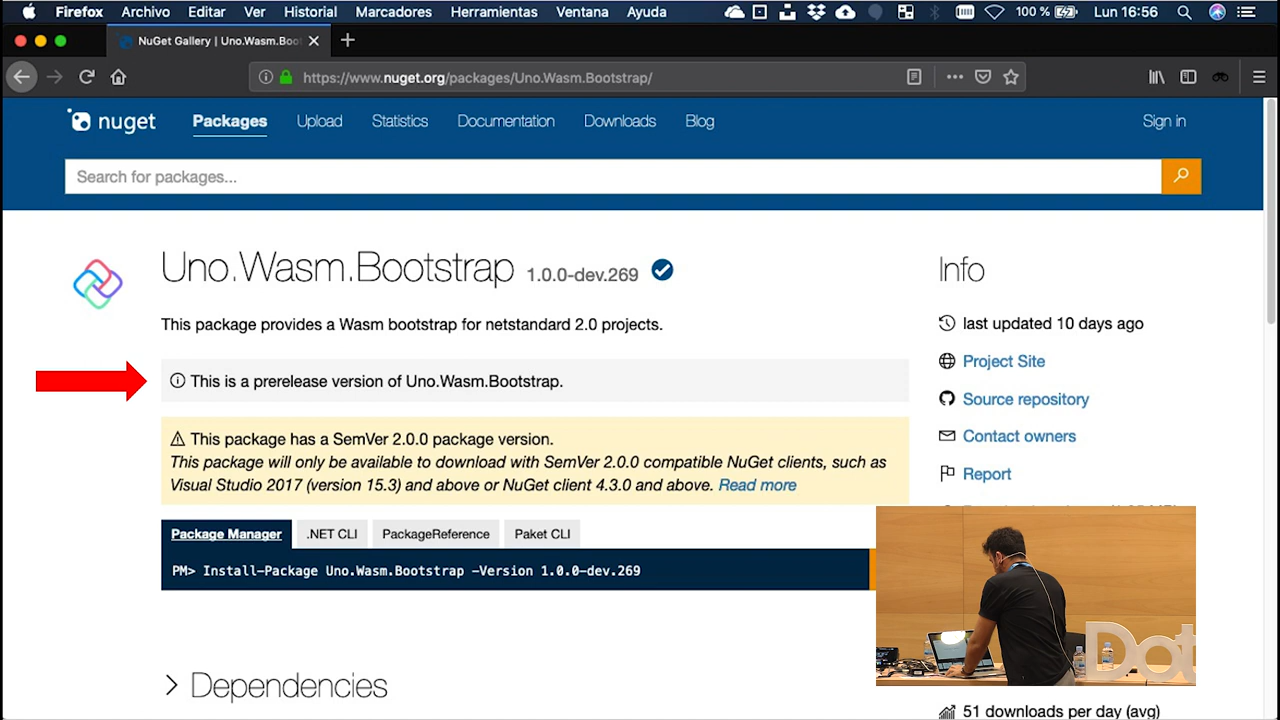 Firefox Archivo Editar Ver Historial Marcadores Herramientas Ventana Ayuda 100 % Lun 16:56
NuGet Gallery | Uno.Wasm.Boot
https://www.nuget.org/packages/Uno.Wasm.Bootstrap/
nuget Packages Upload Statistics Documentation Downloads Blog Sign in
Search for packages...
Uno.Wasm.Bootstrap 1.0.0-dev.269
This package provides a Wasm bootstrap for netstandard 2.0 projects.
This is a prerelease version of Uno.Wasm.Bootstrap.
This package has a SemVer 2.0.0 package version.
This package will only be available to download with SemVer 2.0.0 compatible NuGet clients, such as
Visual Studio 2017 (version 15.3) and above or NuGet client 4.3.0 and above. Read more
Package Manager .NET CLI PackageReference Paket CLI
PM> Install-Package Uno.Wasm.Bootstrap -Version 1.0.0-dev.269
Dependencies
Info
last updated 10 days ago
Project Site
Source repository
Contact owners
Report
Dot
51 downloads per day (avg)